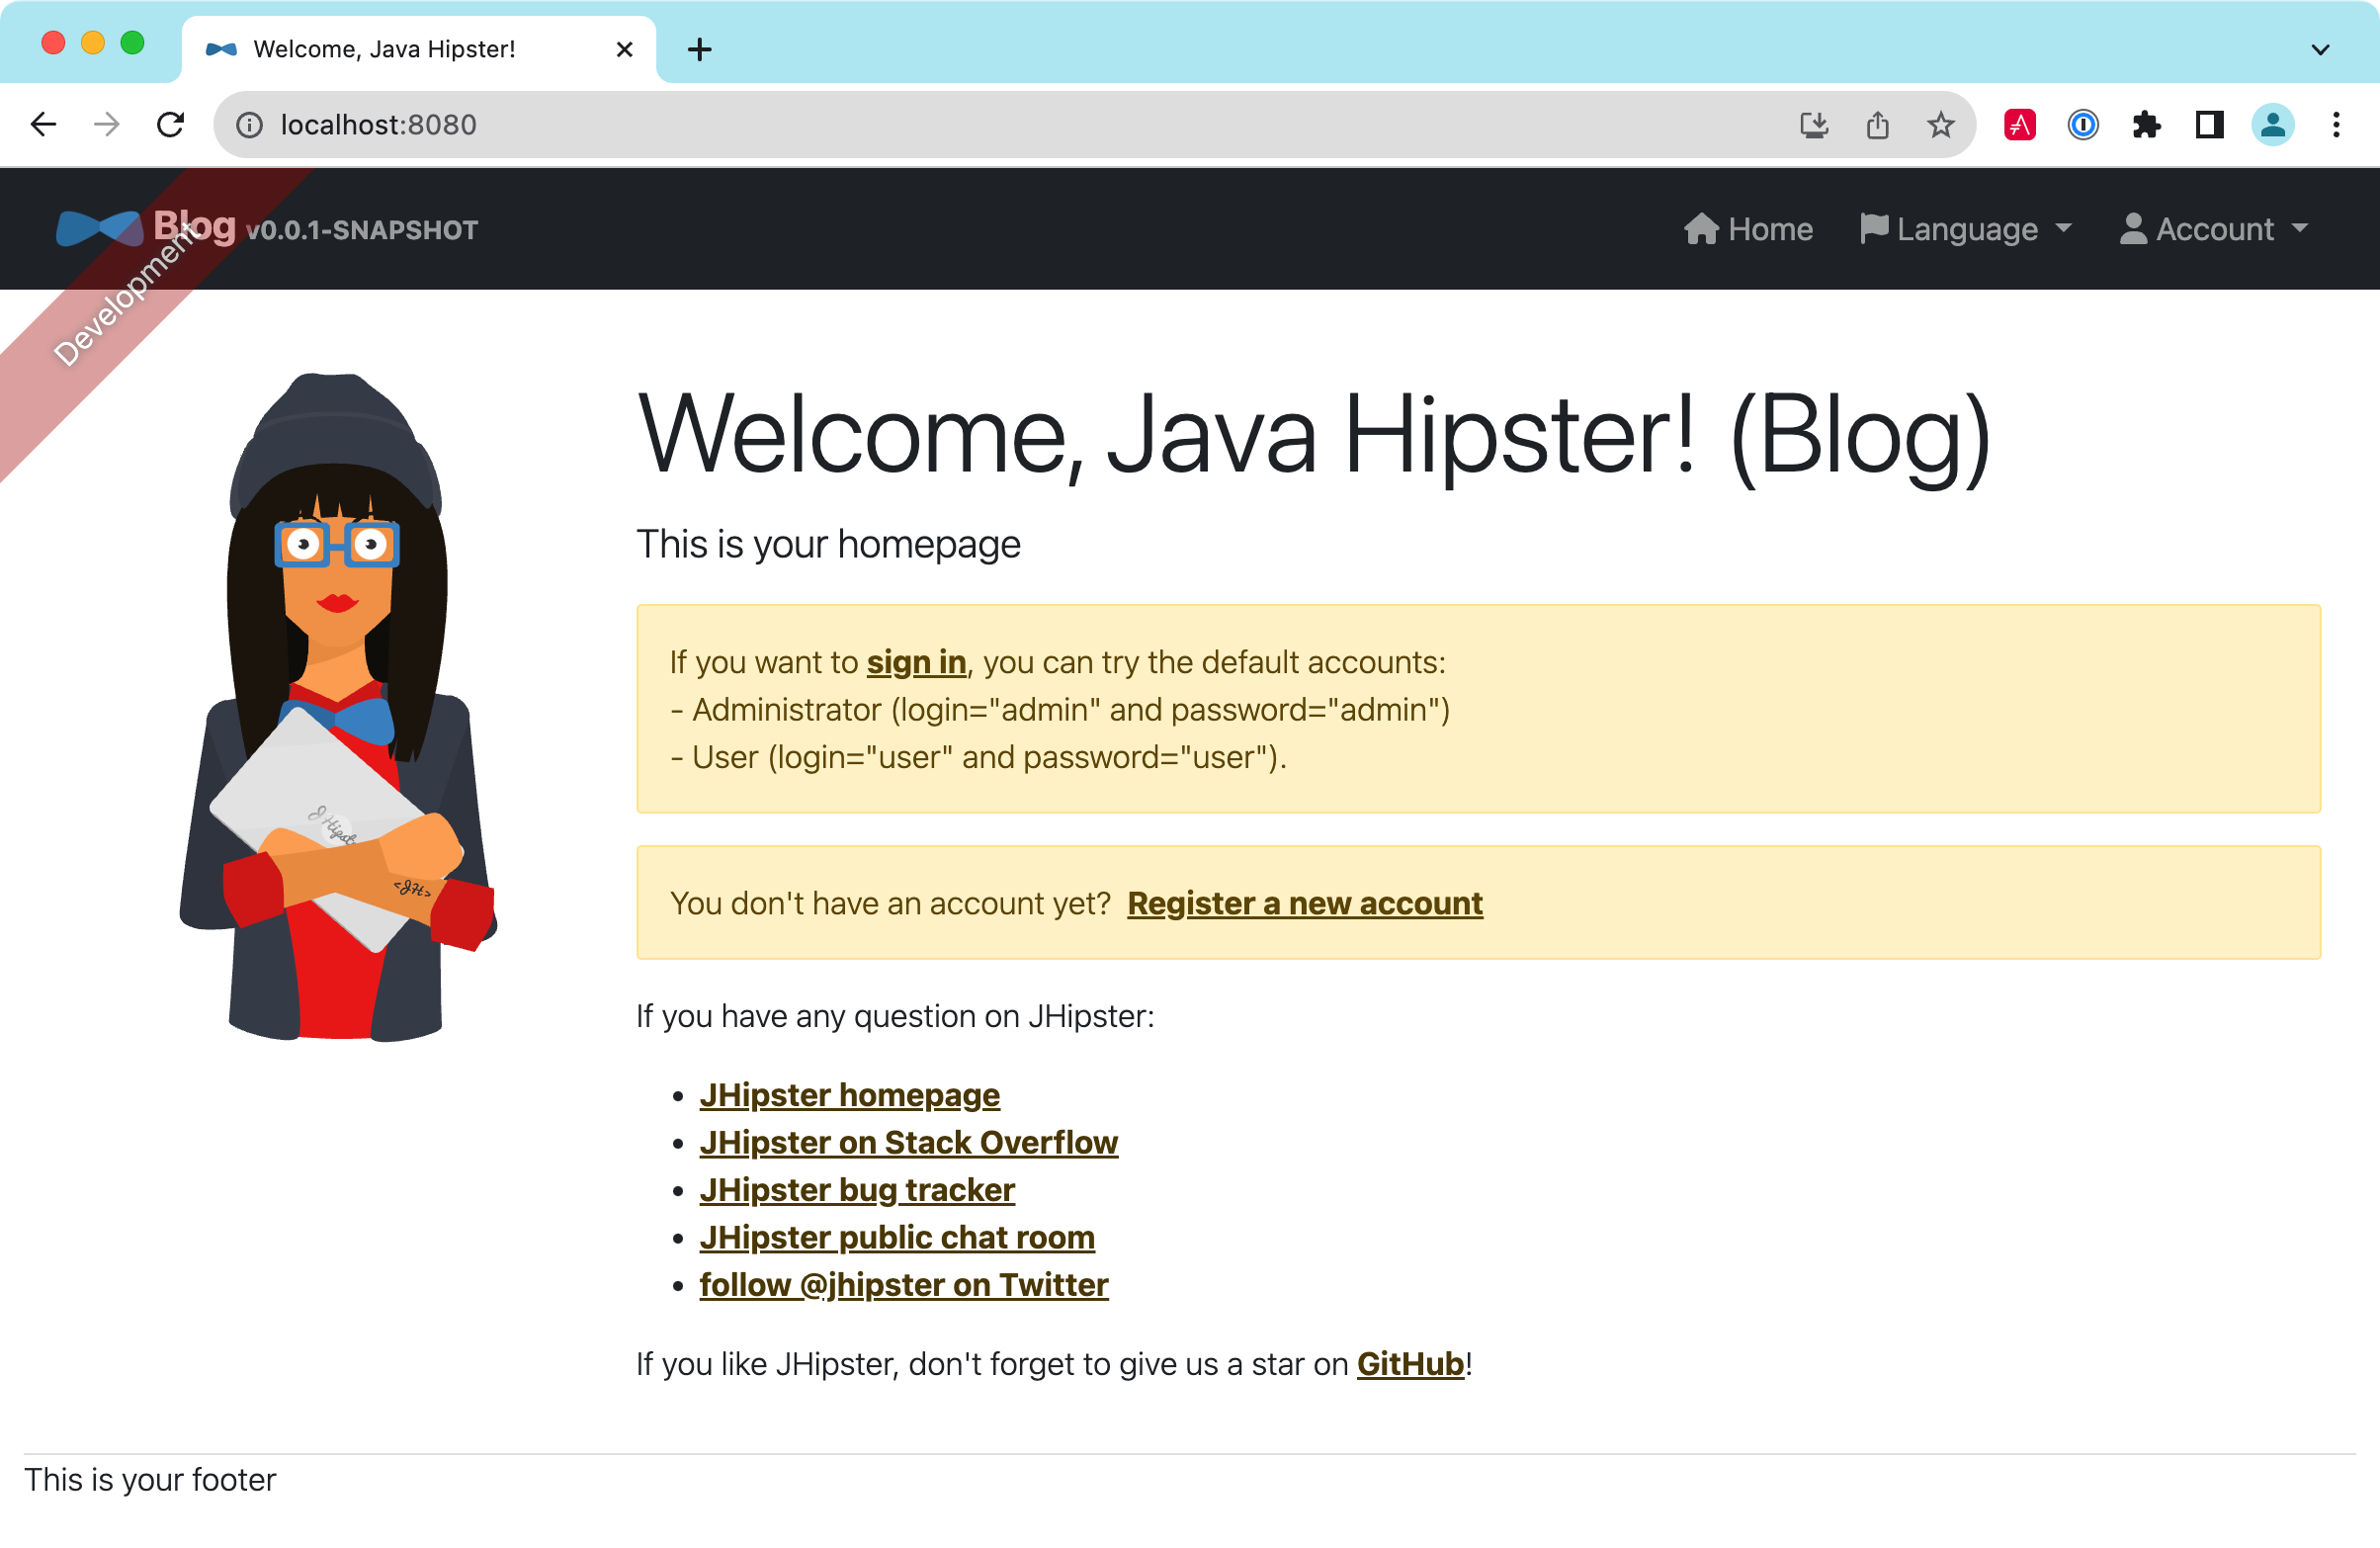 Welcome, Java Hipster!
localhost:8080
Blog v0.0.1-SNAPSHOT
Home
Language
Account
Development
Welcome, Java Hipster! (Blog)
This is your homepage
If you want to sign in, you can try the default accounts:
- Administrator (login="admin" and password="admin")
- User (login="user" and password="user").
You don't have an account yet? Register a new account
If you have any question on JHipster:
• JHipster homepage
• JHipster on Stack Overflow
• JHipster bug tracker
• JHipster public chat room
• follow @jhipster on Twitter
If you like JHipster, don't forget to give us a star on GitHub!
<JH>
This is your footer